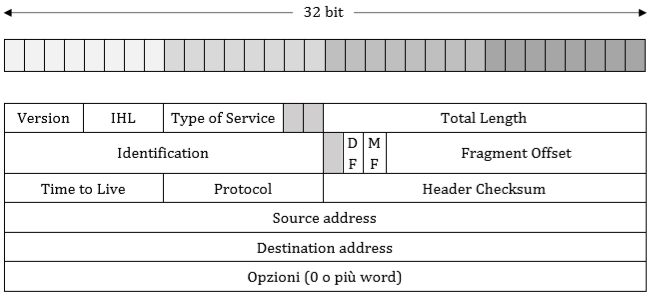 32 bit
Version IHL Type of Service Total Length
Identification D F M F Fragment Offset
Time to Live Protocol Header Checksum
Source address
Destination address
Opzioni (0 o più word)